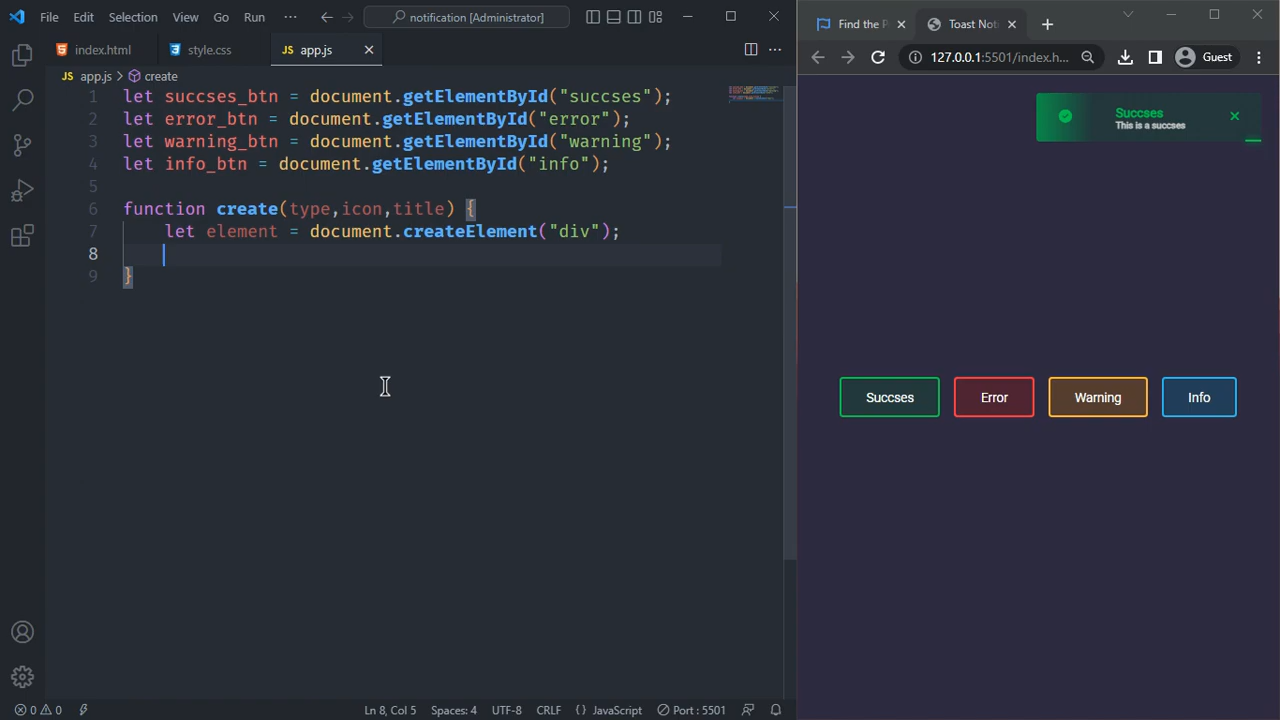 File Edit Selection View Go Run ··· notification [Administrator]
index.html style.css JS app.js
JS app.js > create
1 let succses_btn = document.getElementById("succses");
2 let error_btn = document.getElementById("error");
3 let warning_btn = document.getElementById("warning");
4 let info_btn = document.getElementById("info");
5
6 function create(type,icon,title) {
7 let element = document.createElement("div");
8
9 }
0 0 Ln 8, Col 5 Spaces: 4 UTF-8 CRLF {} JavaScript Port : 5501
Find the P Toast Not
127.0.0.1:5501/index.h... Guest
Succses
This is a succses
Succses Error Warning Info